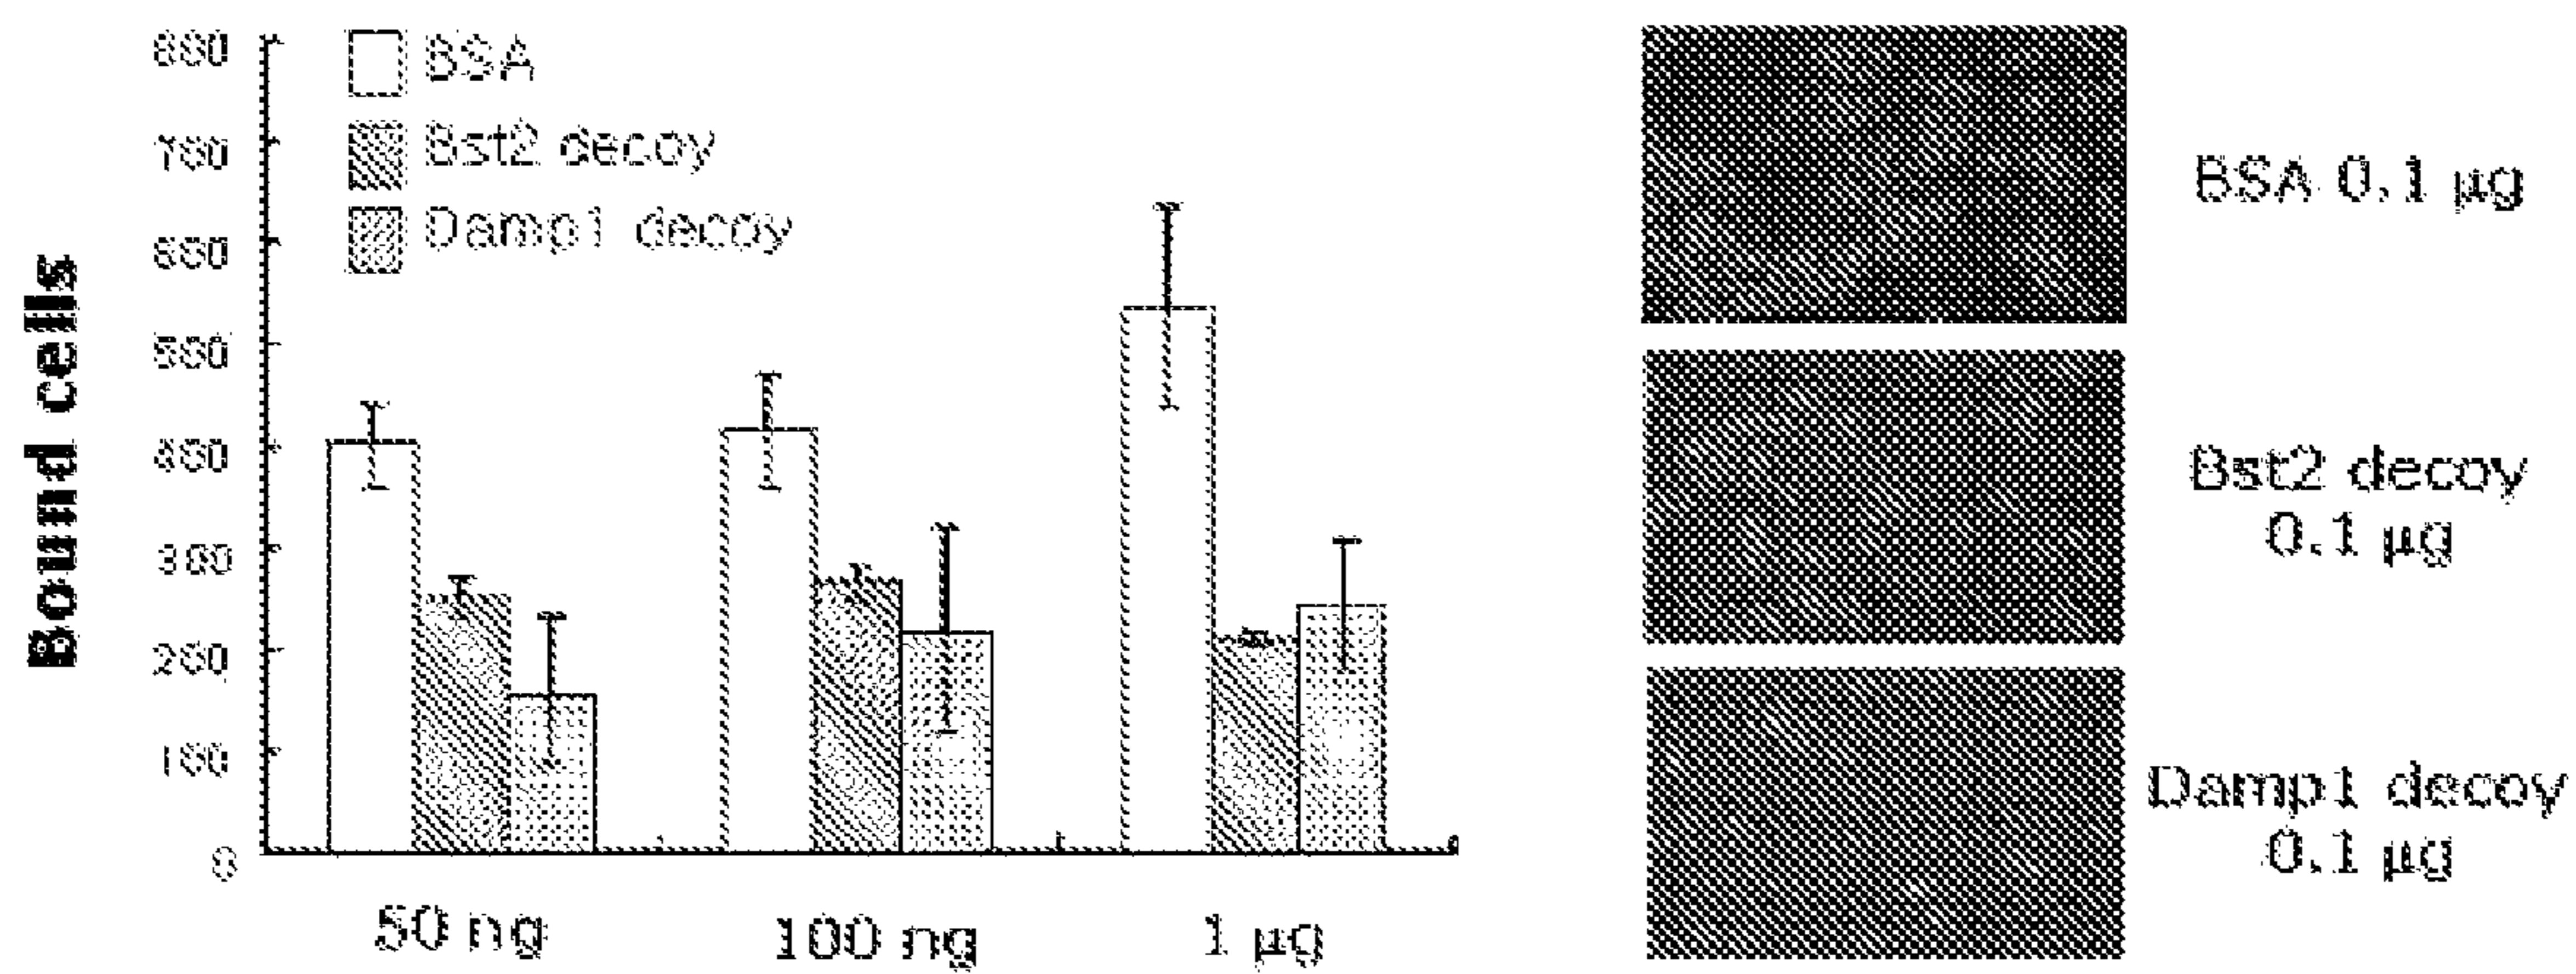 Bound cells
800
700
600
500
400
300
200
100
0
BSA
Bst2 decoy
Damp1 decoy
50 ng
100 ng
1 µg
BSA 0.1 µg
Bst2 decoy
0.1 µg
Damp1 decoy
0.1 µg